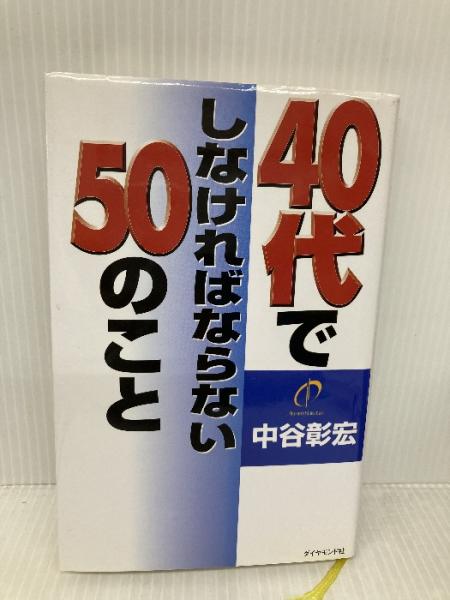 40代で
しなければならない
50のこと
中谷彰宏
ダイヤモンド社